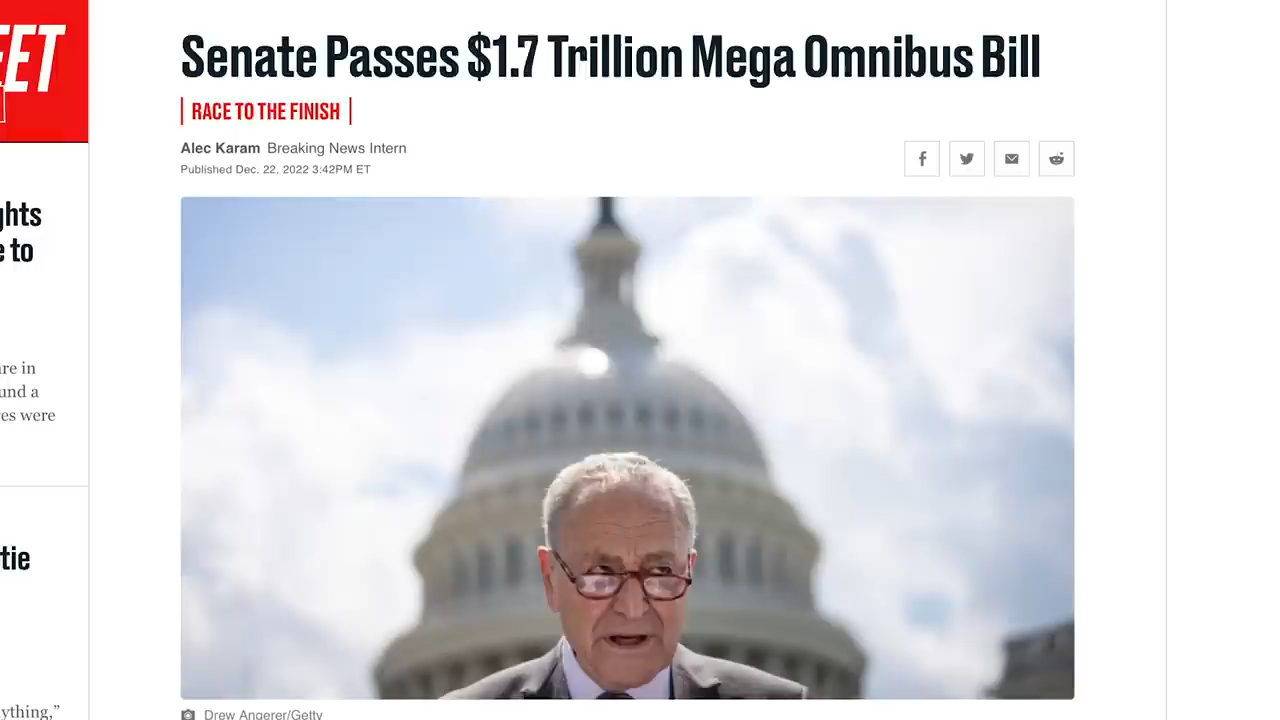 EET
Senate Passes $1.7 Trillion Mega Omnibus Bill
RACE TO THE FINISH
Alec Karam Breaking News Intern
Published Dec. 22, 2022 3:42PM ET
ghts
e to
are in
und a
es were
tie
ything,”
Drew Angerer/Getty